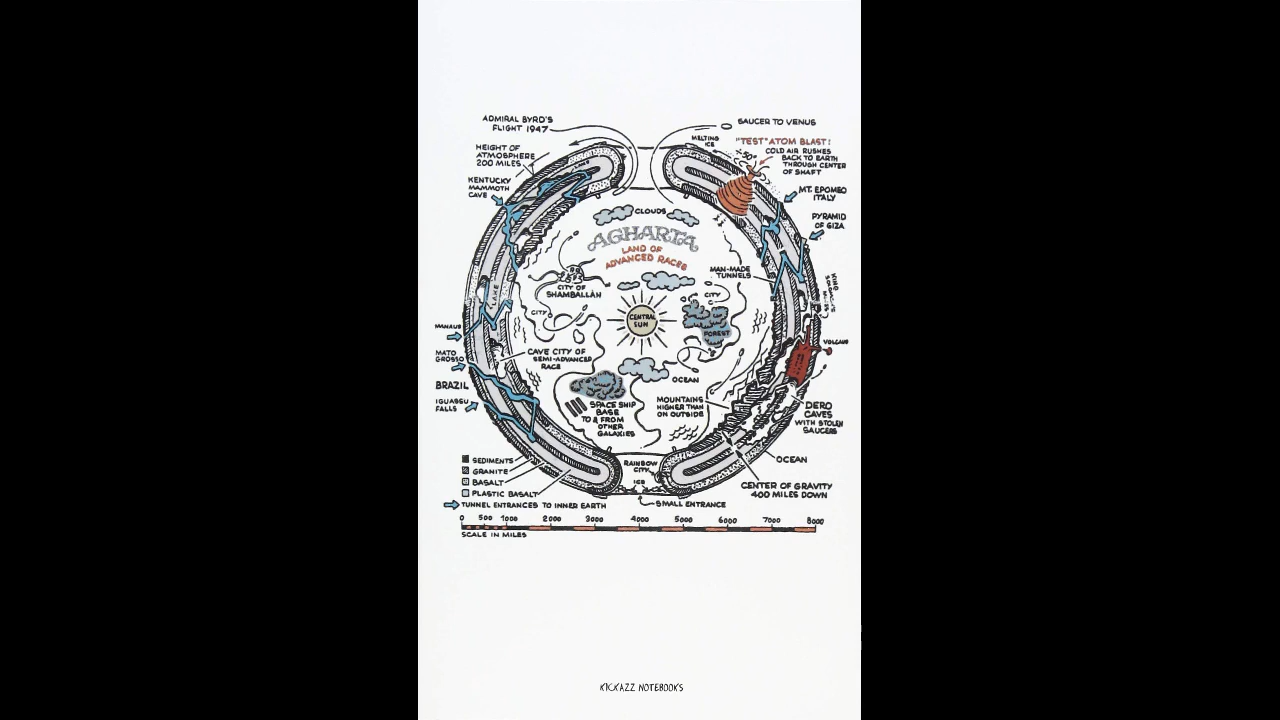 ADMIRAL BYRD'S
FLIGHT 1947
SAUCER TO VENUS
MELTING
ICE
"TEST" ATOM BLAST!
COLD AIR RUSHES
BACK TO EARTH
THROUGH CENTER
OF SHAFT
HEIGHT OF
ATMOSPHERE
200 MILES
LAKE
KENTUCKY
MAMMOTH
CAVE
MT. EPOMEO
ITALY
PYRAMID
OF GIZA
CLOUDS
AGHARTA
LAND OF
ADVANCED RACES
MAN-MADE
TUNNELS
CITY OF
SHAMBALLAH
LAKE
CITY
CITY
CENTRAL
SUN
FOREST
KING
SOLOMON'S
MINES
MANAUS
MATO
GROSSO
BRAZIL
IGUASSU
FALLS
CAVE CITY OF
SEMI-ADVANCED
RACE
VOLCANO
OCEAN
SPACE SHIP
BASE
TO & FROM
OTHER
GALAXIES
MOUNTAINS
HIGHER THAN
ON OUTSIDE
DERO
CAVES
WITH STOLEN
SAUCERS
OCEAN
CENTER OF GRAVITY
400 MILES DOWN
RAINBOW
CITY
ICE
SMALL ENTRANCE
SEDIMENTS
GRANITE
BASALT
PLASTIC BASALT
TUNNEL ENTRANCES TO INNER EARTH
0 500 1000 2000 3000 4000 5000 6000 7000 8000
SCALE IN MILES
KICKAZZ NOTEBOOKS